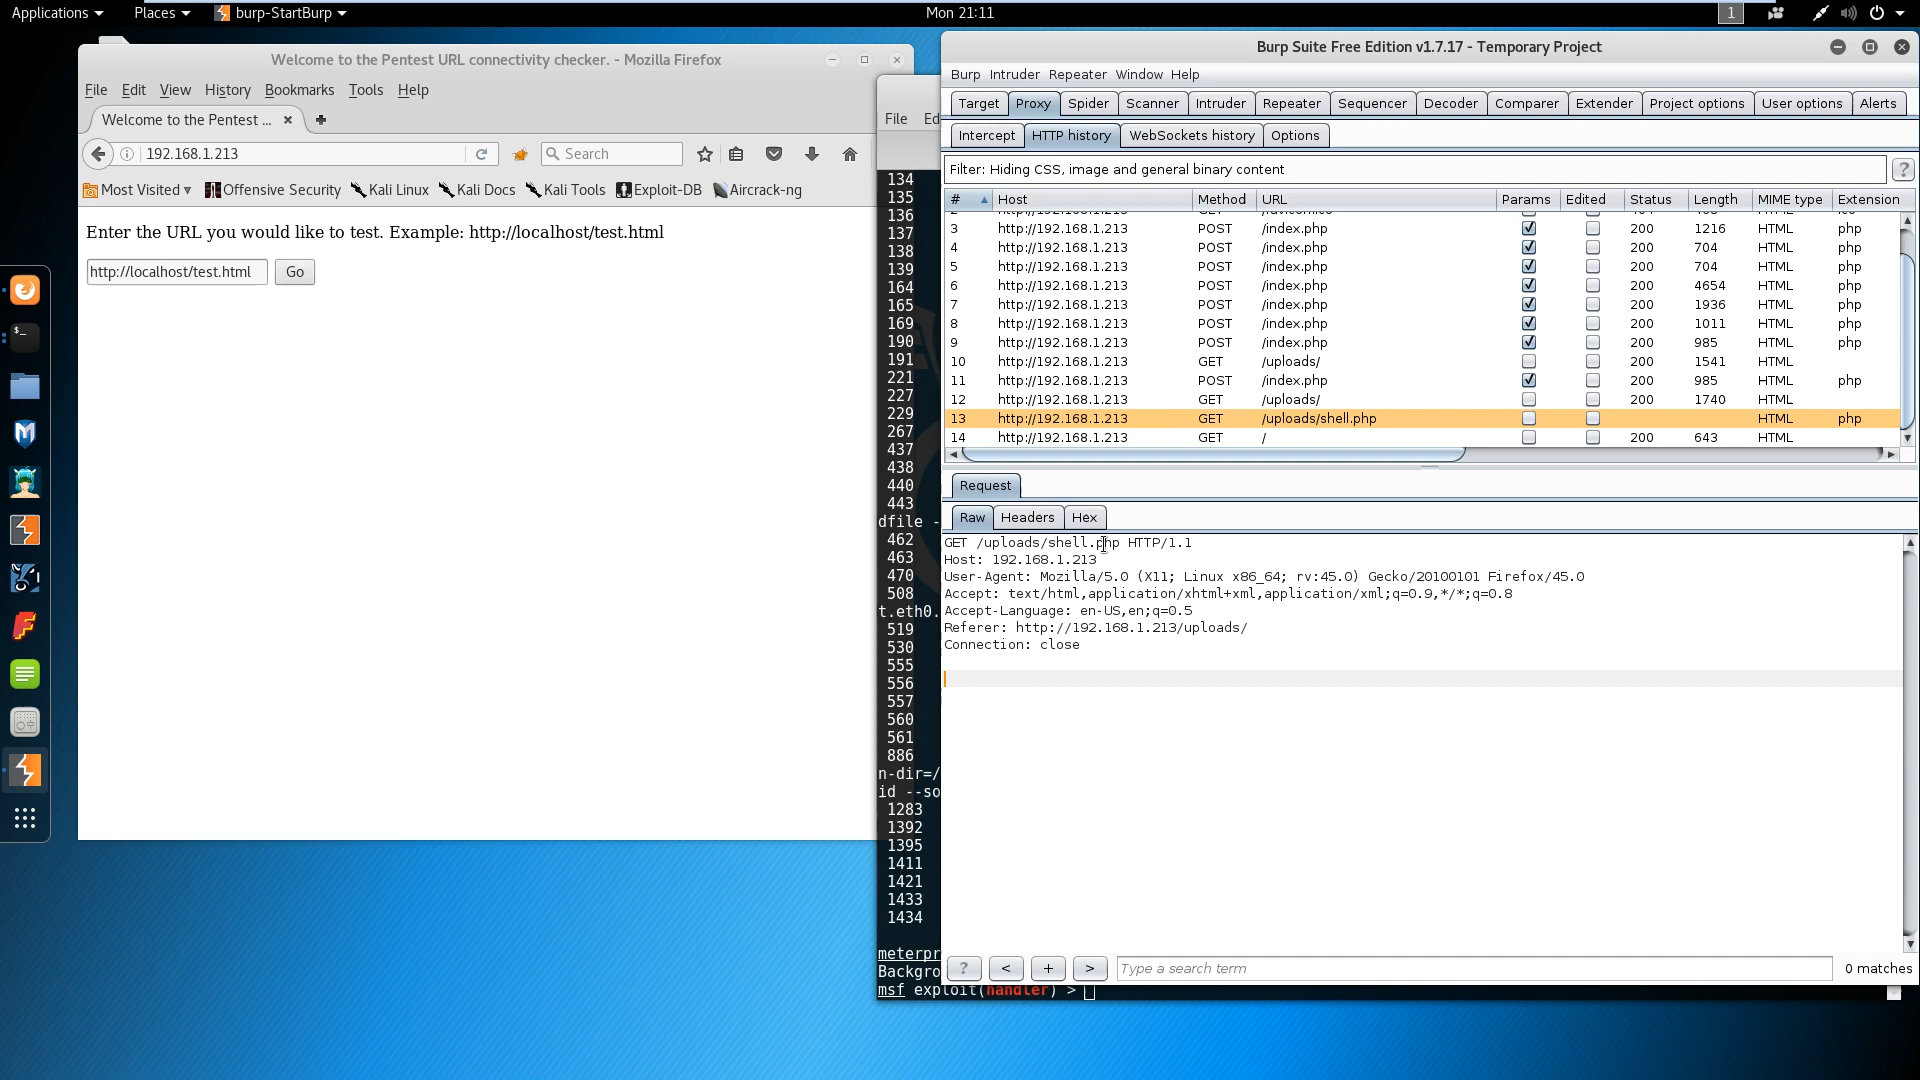 Applications Places burp-StartBurp Mon 21:11 1
Welcome to the Pentest URL connectivity checker. - Mozilla Firefox
File Edit View History Bookmarks Tools Help
Welcome to the Pentest ...
192.168.1.213 Search
Most Visited Offensive Security Kali Linux Kali Docs Kali Tools Exploit-DB Aircrack-ng
Enter the URL you would like to test. Example: http://localhost/test.html
http://localhost/test.html Go
File Ed
134
135
136
137
138
139
164
165
169
190
191
221
227
229
267
437
438
440
443
dfile -
462
463
470
508
t.eth0.
519
530
555
556
557
560
561
886
n-dir=/
id --so
1283
1392
1395
1411
1421
1433
1434
meterpr
Backgro
msf exploit(handler) >
Burp Suite Free Edition v1.7.17 - Temporary Project
Burp Intruder Repeater Window Help
Target Proxy Spider Scanner Intruder Repeater Sequencer Decoder Comparer Extender Project options User options Alerts
Intercept HTTP history WebSockets history Options
Filter: Hiding CSS, image and general binary content ?
# Host Method URL Params Edited Status Length MIME type Extension
3 http://192.168.1.213 POST /index.php 200 1216 HTML php
4 http://192.168.1.213 POST /index.php 200 704 HTML php
5 http://192.168.1.213 POST /index.php 200 704 HTML php
6 http://192.168.1.213 POST /index.php 200 4654 HTML php
7 http://192.168.1.213 POST /index.php 200 1936 HTML php
8 http://192.168.1.213 POST /index.php 200 1011 HTML php
9 http://192.168.1.213 POST /index.php 200 985 HTML php
10 http://192.168.1.213 GET /uploads/ 200 1541 HTML
11 http://192.168.1.213 POST /index.php 200 985 HTML php
12 http://192.168.1.213 GET /uploads/ 200 1740 HTML
13 http://192.168.1.213 GET /uploads/shell.php HTML php
14 http://192.168.1.213 GET / 200 643 HTML
Request
Raw Headers Hex
GET /uploads/shell.php HTTP/1.1
Host: 192.168.1.213
User-Agent: Mozilla/5.0 (X11; Linux x86_64; rv:45.0) Gecko/20100101 Firefox/45.0
Accept: text/html,application/xhtml+xml,application/xml;q=0.9,*/*;q=0.8
Accept-Language: en-US,en;q=0.5
Referer: http://192.168.1.213/uploads/
Connection: close
? < + > Type a search term 0 matches